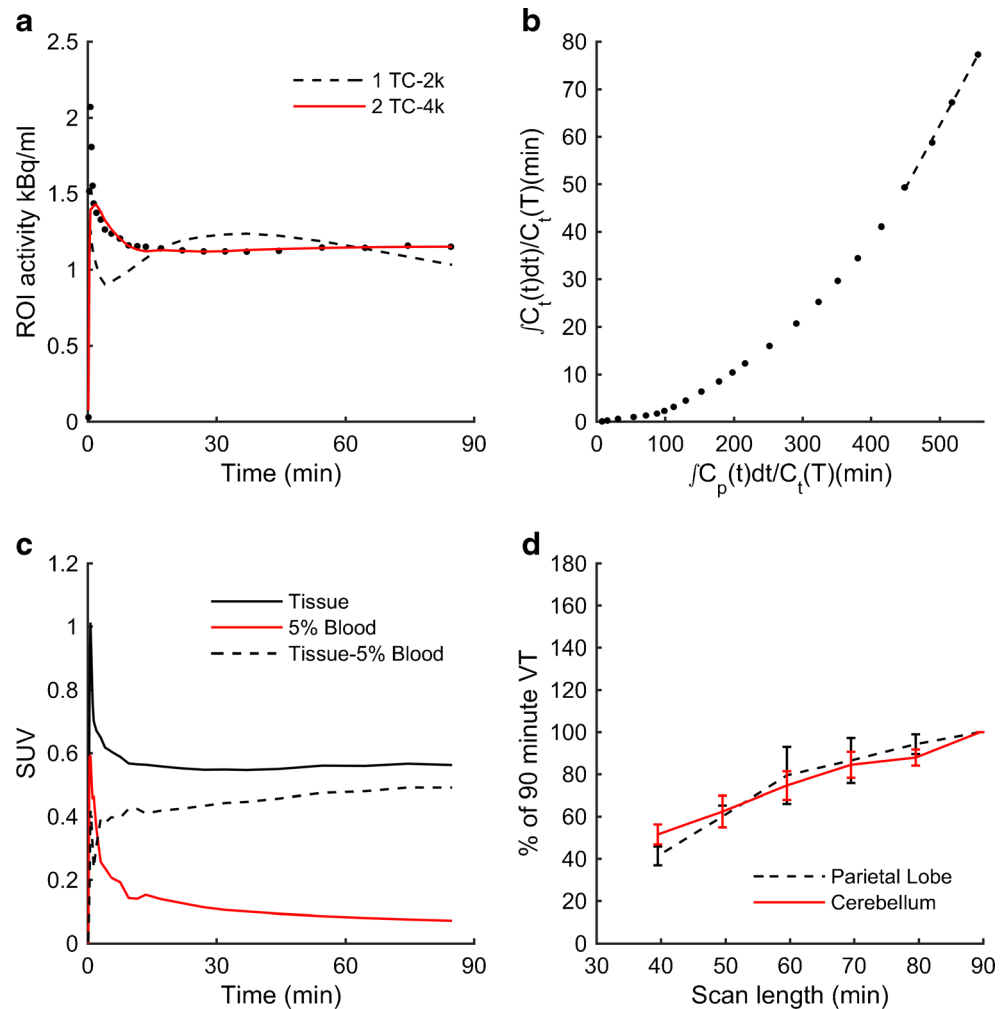 a
2.5
2
1.5
1
0.5
0
0
30
60
90
ROI activity kBq/ml
Time (min)
1 TC-2k
2 TC-4k
b
80
70
60
50
40
30
20
10
0
0
100
200
300
400
500
∫C_t(t)dt)/C_t(T)(min)
∫C_p(t)dt/C_t(T)(min)
c
1.2
1
0.8
0.6
0.4
0.2
0
0
30
60
90
SUV
Time (min)
Tissue
5% Blood
Tissue-5% Blood
d
180
160
140
120
100
80
60
40
20
0
30
40
50
60
70
80
90
% of 90 minute VT
Scan length (min)
Parietal Lobe
Cerebellum